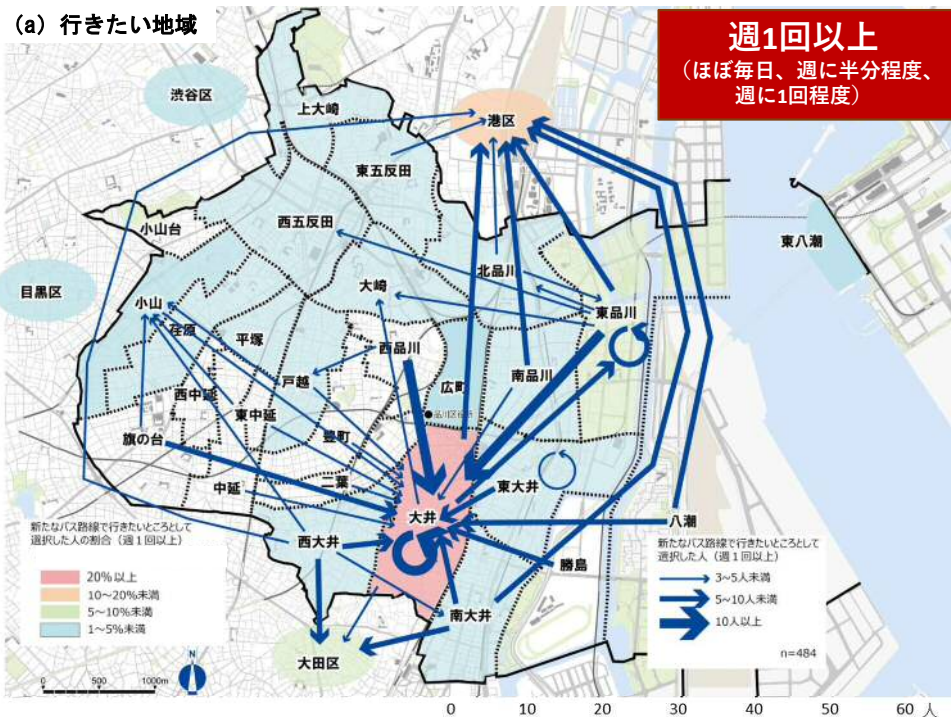 (a) 行きたい地域
週1回以上
（ほぼ毎日、週に半分程度、
週に1回程度）
渋谷区
上大崎
港区
東五反田
小山台
西五反田
東八潮
目黒区
北品川
大崎
小山
東品川
荏原
平塚
西品川
戸越
広町
南品川
西中延
東中延
品川区役所
旗の台
豊町
二葉
中延
東大井
大井
八潮
西大井
勝島
南大井
大田区
新たなバス路線で行きたいところとして
選択した人の割合（週1回以上）
20%以上
10～20%未満
5～10%未満
1～5%未満
新たなバス路線で行きたいところとして
選択した人（週1回以上）
3～5人未満
5～10人未満
10人以上
n=484
N
0 500 1000m
0 10 20 30 40 50 60 人